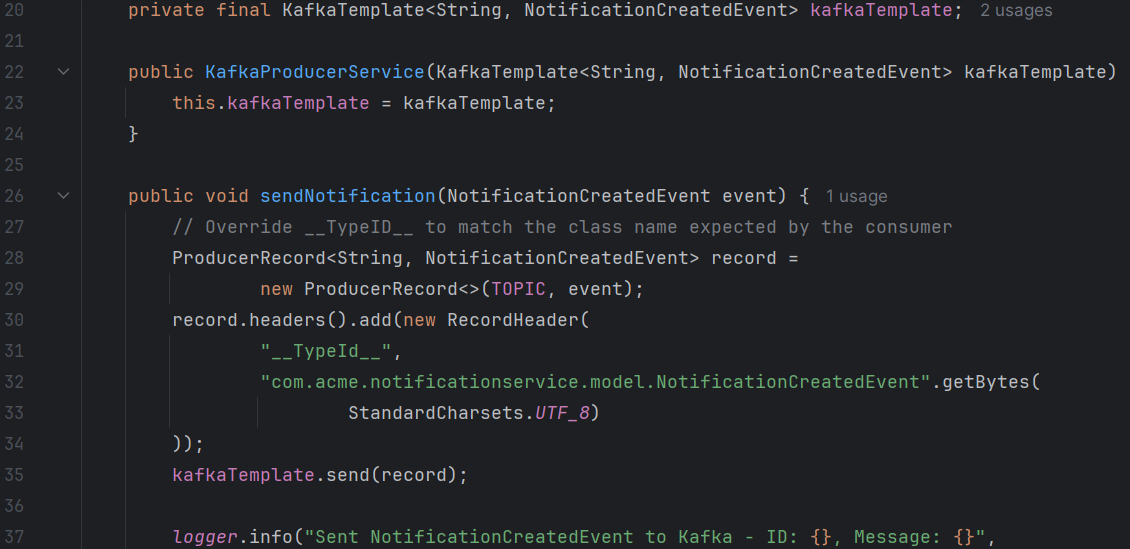 20 private final KafkaTemplate<String, NotificationCreatedEvent> kafkaTemplate; 2 usages
21
22 public KafkaProducerService(KafkaTemplate<String, NotificationCreatedEvent> kafkaTemplate)
23 this.kafkaTemplate = kafkaTemplate;
24 }
25
26 public void sendNotification(NotificationCreatedEvent event) { 1 usage
27 // Override __TypeID__ to match the class name expected by the consumer
28 ProducerRecord<String, NotificationCreatedEvent> record =
29 new ProducerRecord<>(TOPIC, event);
30 record.headers().add(new RecordHeader(
31 "__TypeId__",
32 "com.acme.notificationservice.model.NotificationCreatedEvent".getBytes(
33 StandardCharsets.UTF_8)
34 ));
35 kafkaTemplate.send(record);
36
37 logger.info("Sent NotificationCreatedEvent to Kafka - ID: {}, Message: {}",